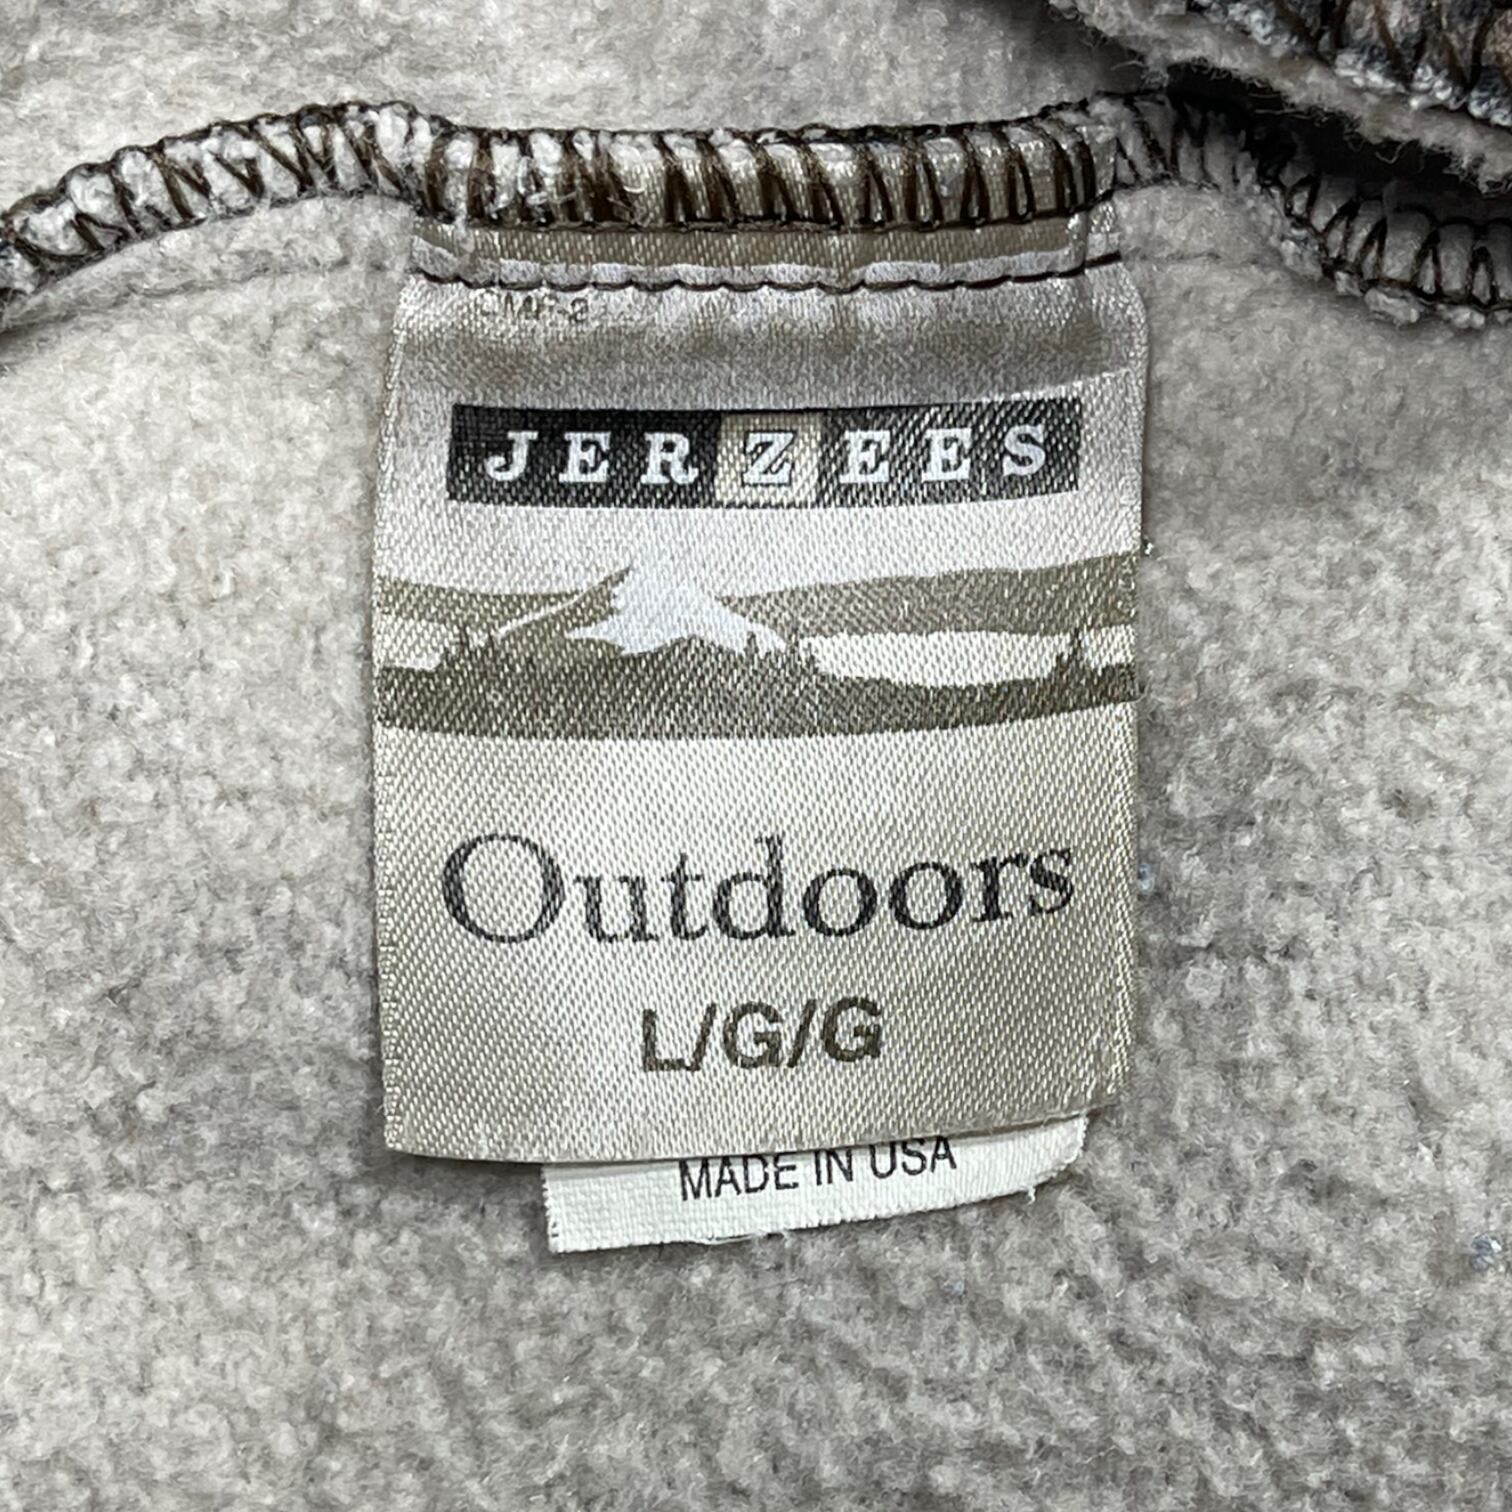 JERZEES
Outdoors
L/G/G
MADE IN USA